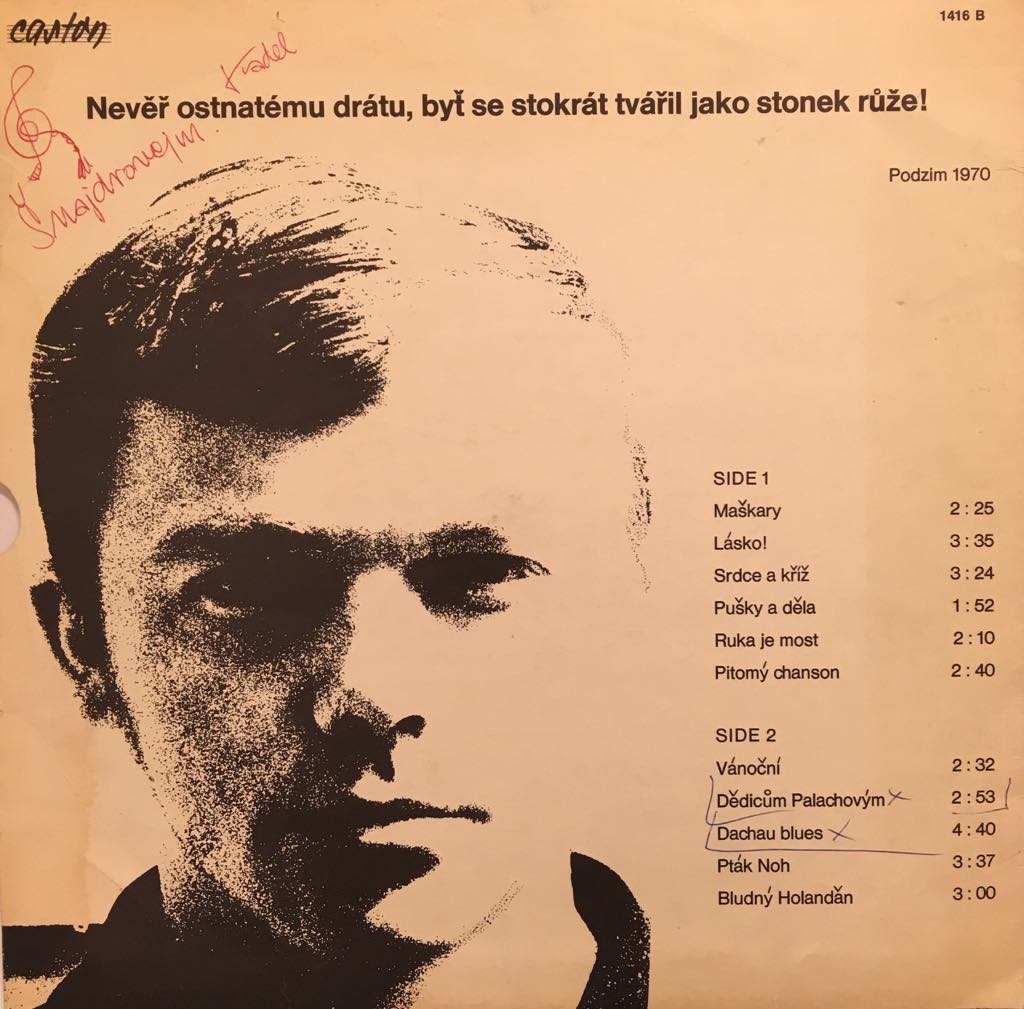 canton
1416 B
Kradel
Nevěř ostnatému drátu, byť se stokrát tvářil jako stonek růže!
Šnajdrovejm.
Podzim 1970
SIDE 1
Maškary 2:25
Lásko! 3:35
Srdce a kříž 3:24
Pušky a děla 1:52
Ruka je most 2:10
Pitomý chanson 2:40
SIDE 2
Vánoční 2:32
Dědicům Palachovým 2:53
Dachau blues 4:40
Pták Noh 3:37
Bludný Holanďan 3:00